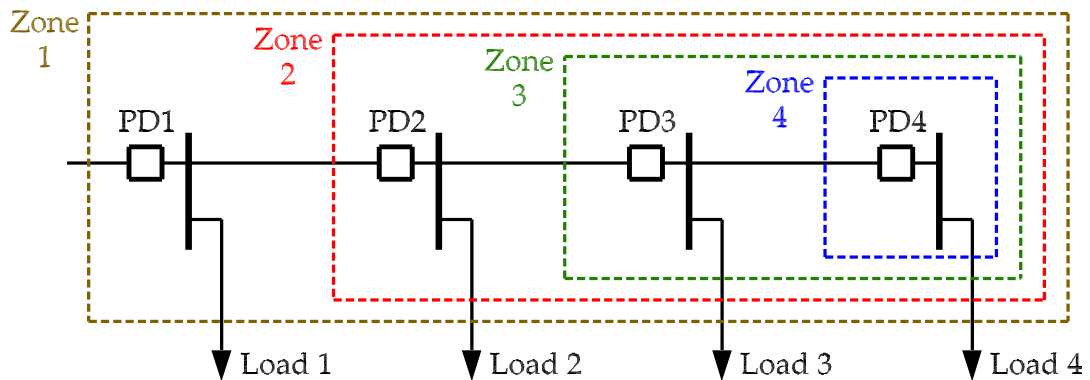 Zone
1
Zone
2
Zone
3
Zone
4
PD1
PD2
PD3
PD4
Load 1
Load 2
Load 3
Load 4